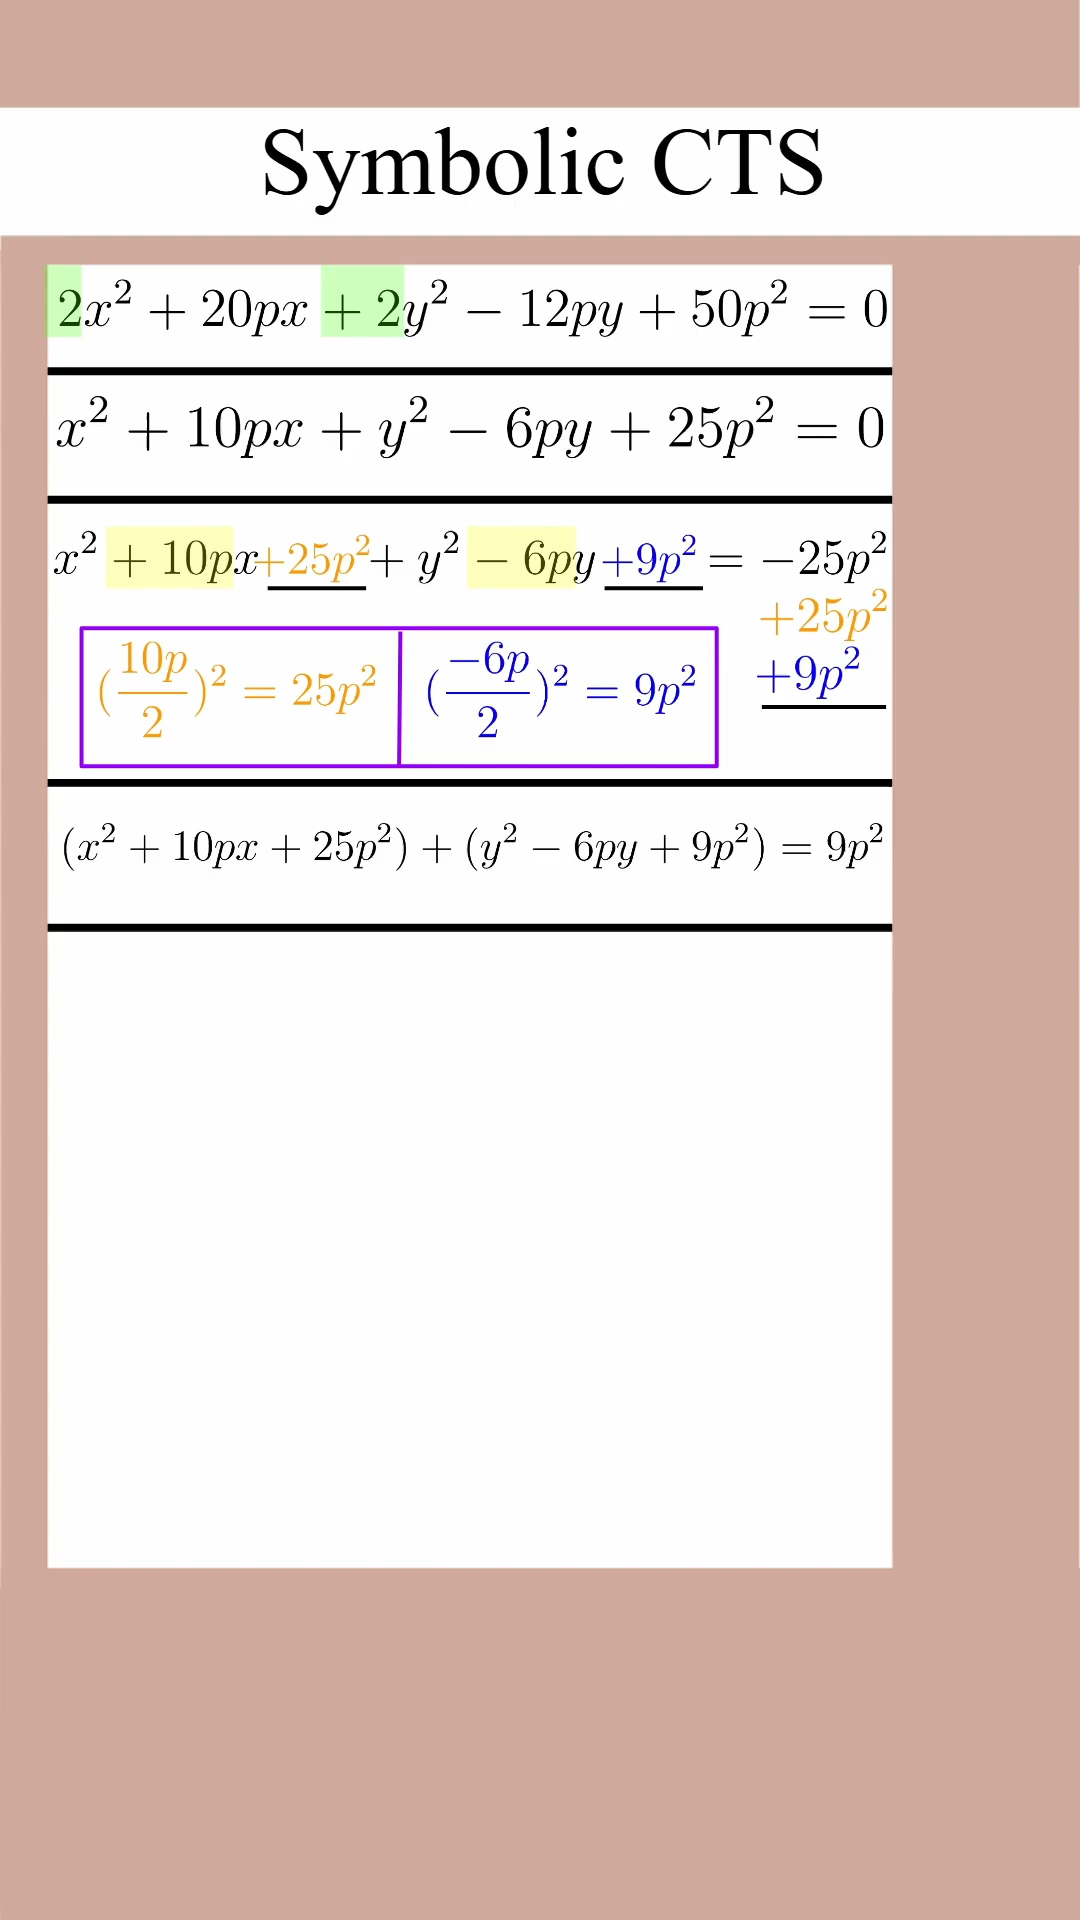 Symbolic CTS
2x² + 20px + 2y² − 12py + 50p² = 0
x² + 10px + y² − 6py + 25p² = 0
x² + 10px+25p²+ y² − 6py+9p² = −25p²
+25p²
+9p²
(10p/2)² = 25p² (−6p/2)² = 9p²
(x² + 10px + 25p²) + (y² − 6py + 9p²) = 9p²